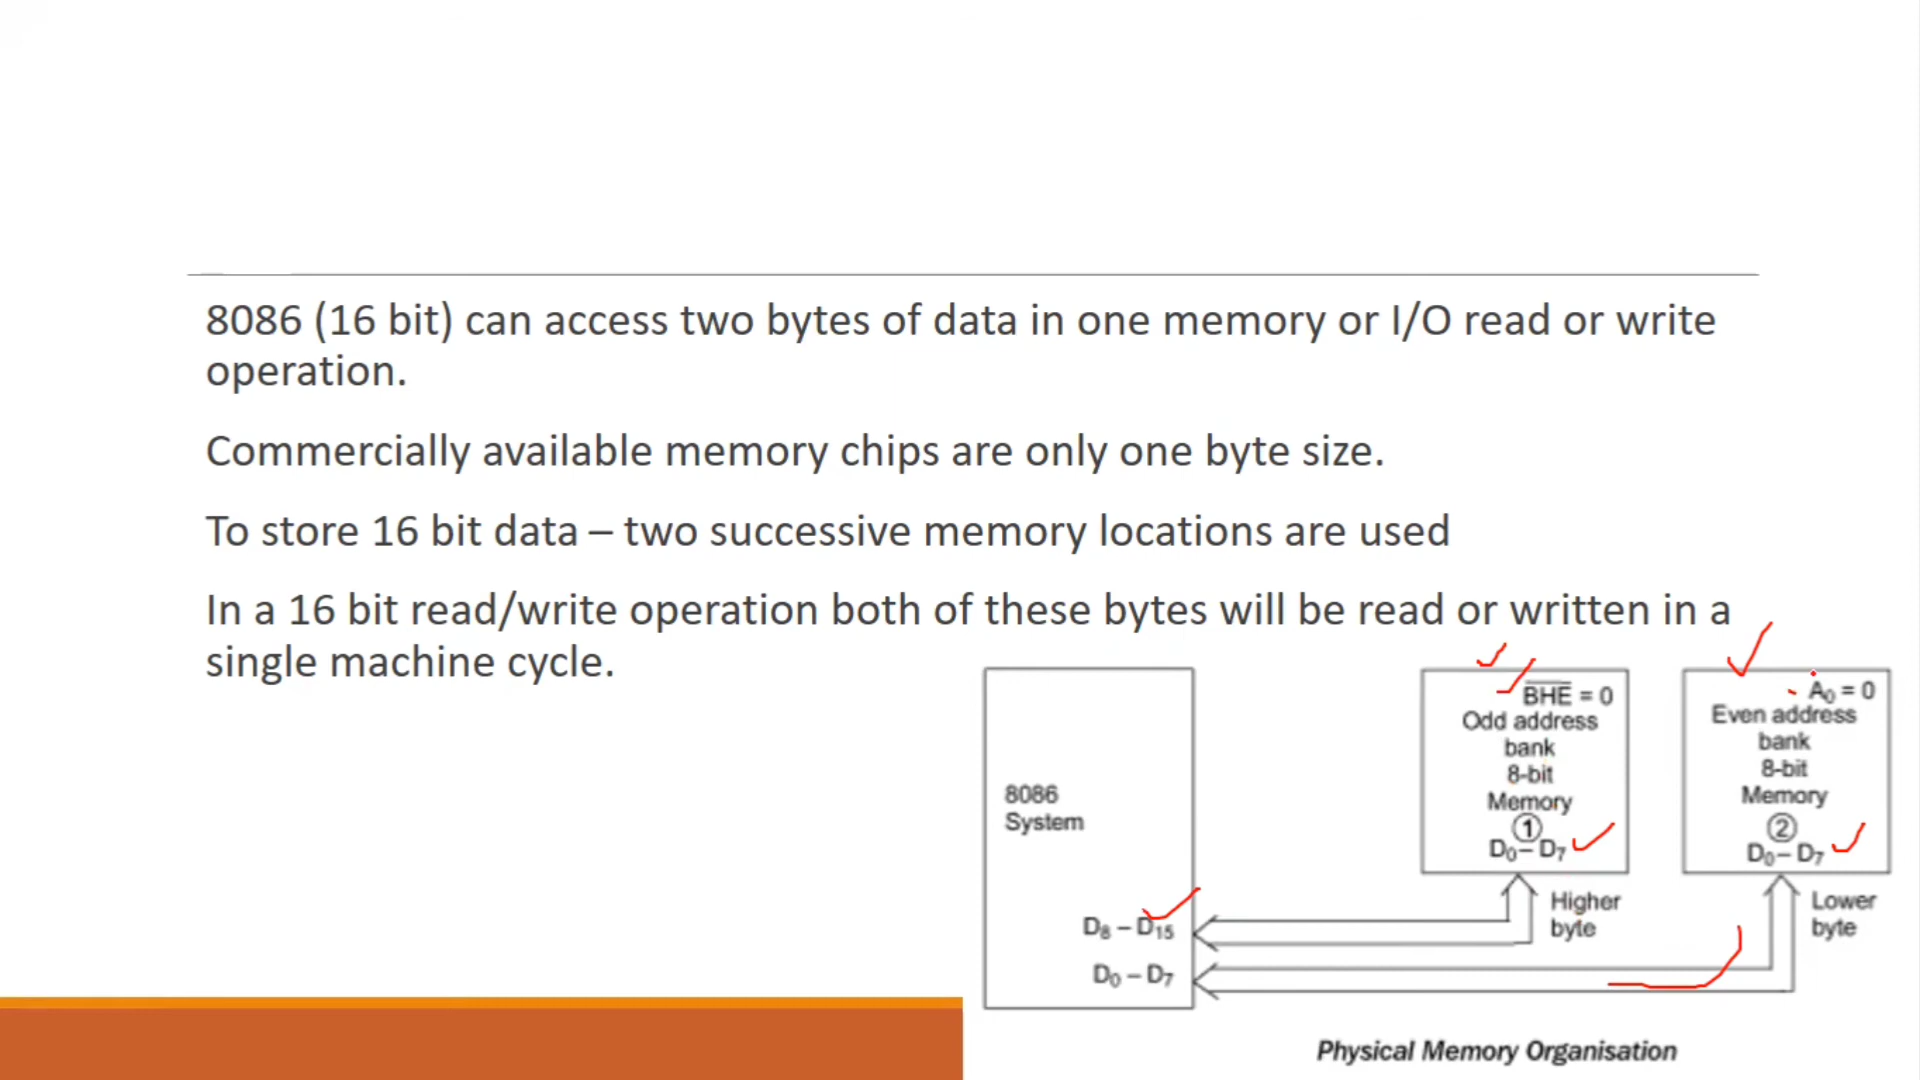 8086 (16 bit) can access two bytes of data in one memory or I/O read or write
operation.
Commercially available memory chips are only one byte size.
To store 16 bit data – two successive memory locations are used
In a 16 bit read/write operation both of these bytes will be read or written in a
single machine cycle.
8086
System
D₈ – D₁₅
D₀ – D₇
B̅H̅E̅ = 0
Odd address
bank
8-bit
Memory
①
D₀– D₇
Higher
byte
A₀ = 0
Even address
bank
8-bit
Memory
②
D₀– D₇
Lower
byte
Physical Memory Organisation